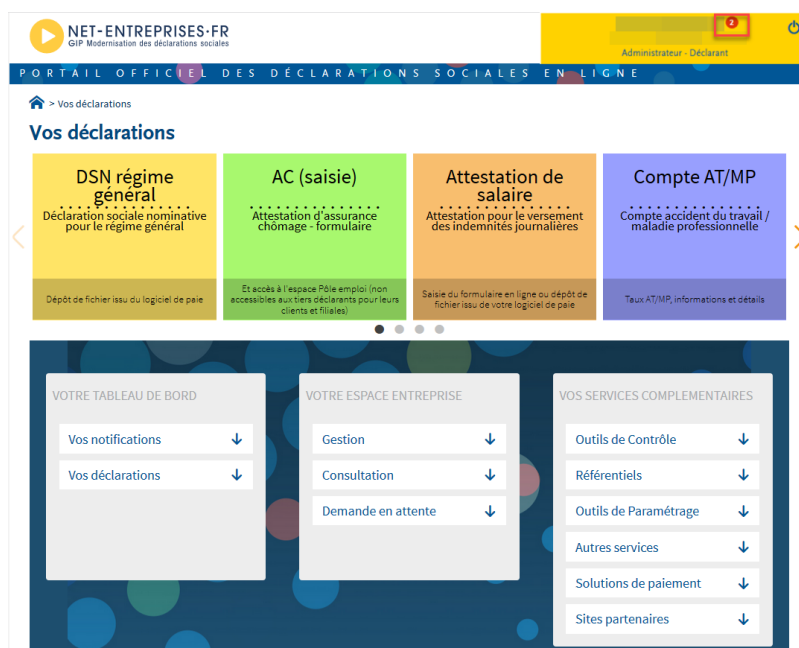 NET-ENTREPRISES·FR
GIP Modernisation des déclarations sociales
2
Administrateur - Déclarant
PORTAIL OFFICIEL DES DÉCLARATIONS SOCIALES EN LIGNE
> Vos déclarations
Vos déclarations
DSN régime
général
Déclaration sociale nominative
pour le régime général
Dépôt de fichier issu du logiciel de paie
AC (saisie)
Attestation d'assurance
chômage - formulaire
Et accès à l'espace Pôle emploi (non
accessibles aux tiers déclarants pour leurs
clients et filiales)
Attestation de
salaire
Attestation pour le versement
des indemnités journalières
Saisie du formulaire en ligne ou dépôt de
fichier issu de votre logiciel de paie
Compte AT/MP
Compte accident du travail /
maladie professionnelle
Taux AT/MP, informations et détails
VOTRE TABLEAU DE BORD
Vos notifications
Vos déclarations
VOTRE ESPACE ENTREPRISE
Gestion
Consultation
Demande en attente
VOS SERVICES COMPLEMENTAIRES
Outils de Contrôle
Référentiels
Outils de Paramétrage
Autres services
Solutions de paiement
Sites partenaires